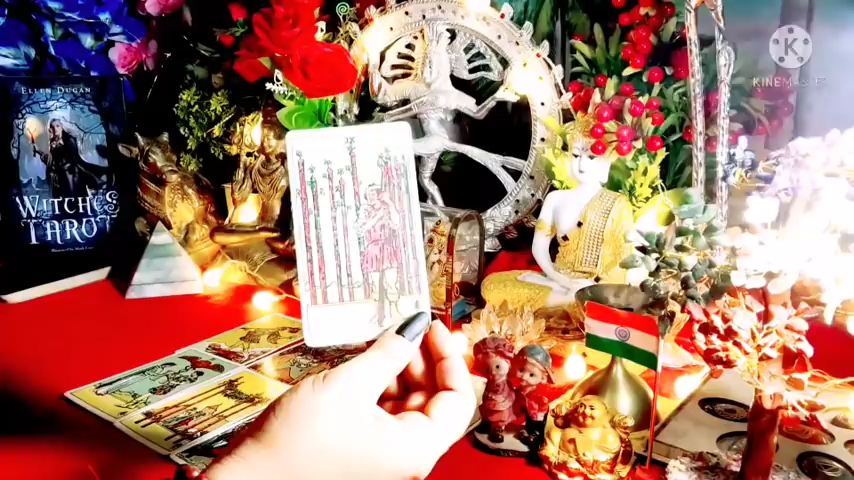 ELLEN DUGAN
WITCHES
TAROT
K
KINEMASTER